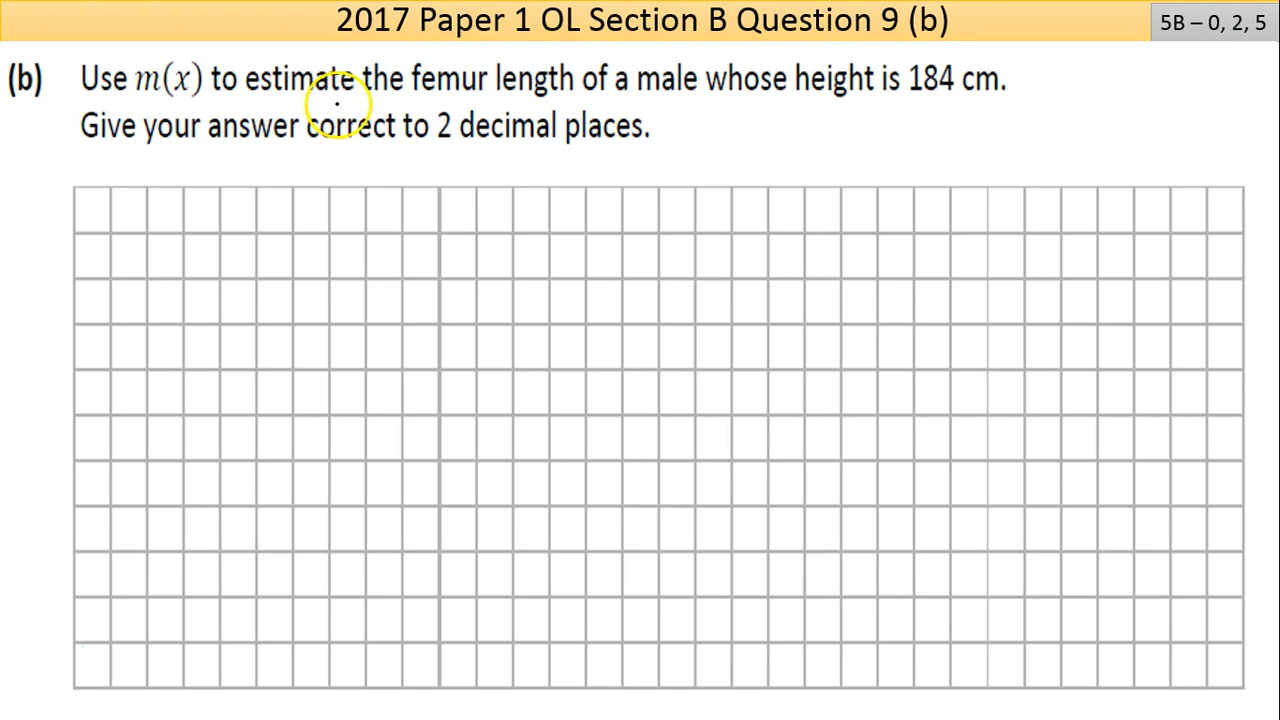 2017 Paper 1 OL Section B Question 9 (b)
5B – 0, 2, 5
(b) Use m(x) to estimate the femur length of a male whose height is 184 cm.
Give your answer correct to 2 decimal places.